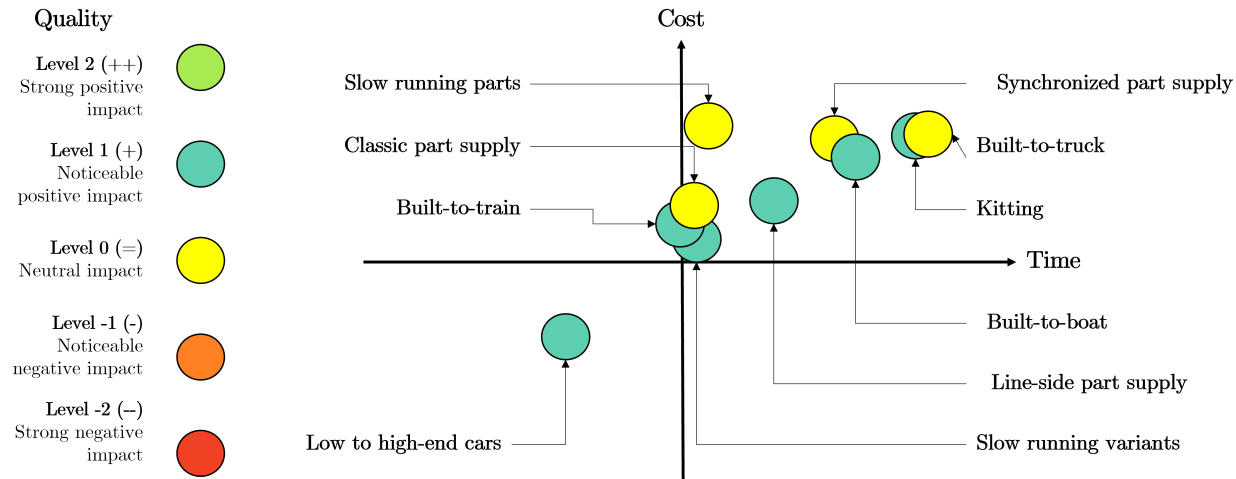 Quality
Level 2 (++)
Strong positive
impact
Level 1 (+)
Noticeable
positive impact
Level 0 (=)
Neutral impact
Level -1 (-)
Noticeable
negative impact
Level -2 (--)
Strong negative
impact
Cost
Slow running parts
Classic part supply
Built-to-train
Low to high-end cars
Synchronized part supply
Built-to-truck
Kitting
Time
Built-to-boat
Line-side part supply
Slow running variants